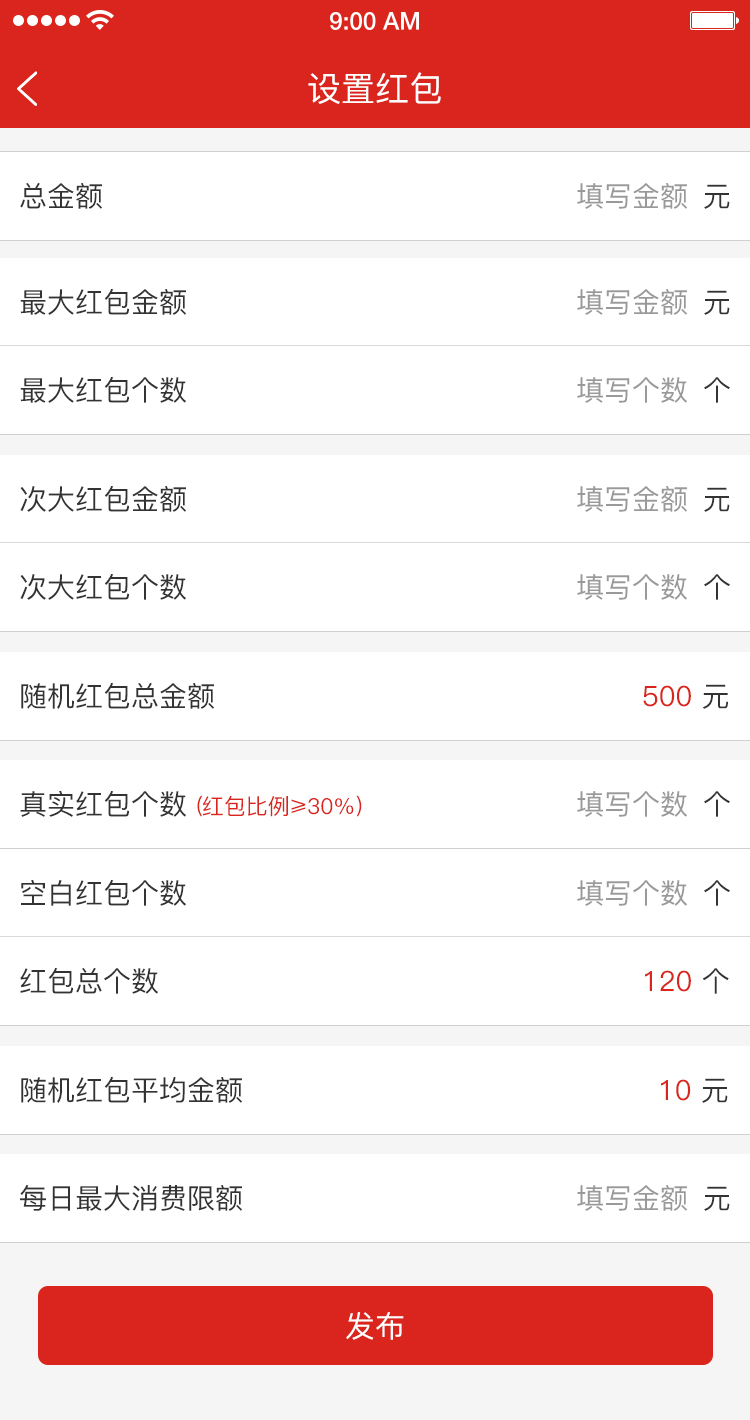 9:00 AM
设置红包
总金额 填写金额 元
最大红包金额 填写金额 元
最大红包个数 填写个数 个
次大红包金额 填写金额 元
次大红包个数 填写个数 个
随机红包总金额 500 元
真实红包个数 (红包比例≥30%) 填写个数 个
空白红包个数 填写个数 个
红包总个数 120 个
随机红包平均金额 10 元
每日最大消费限额 填写金额 元
发布